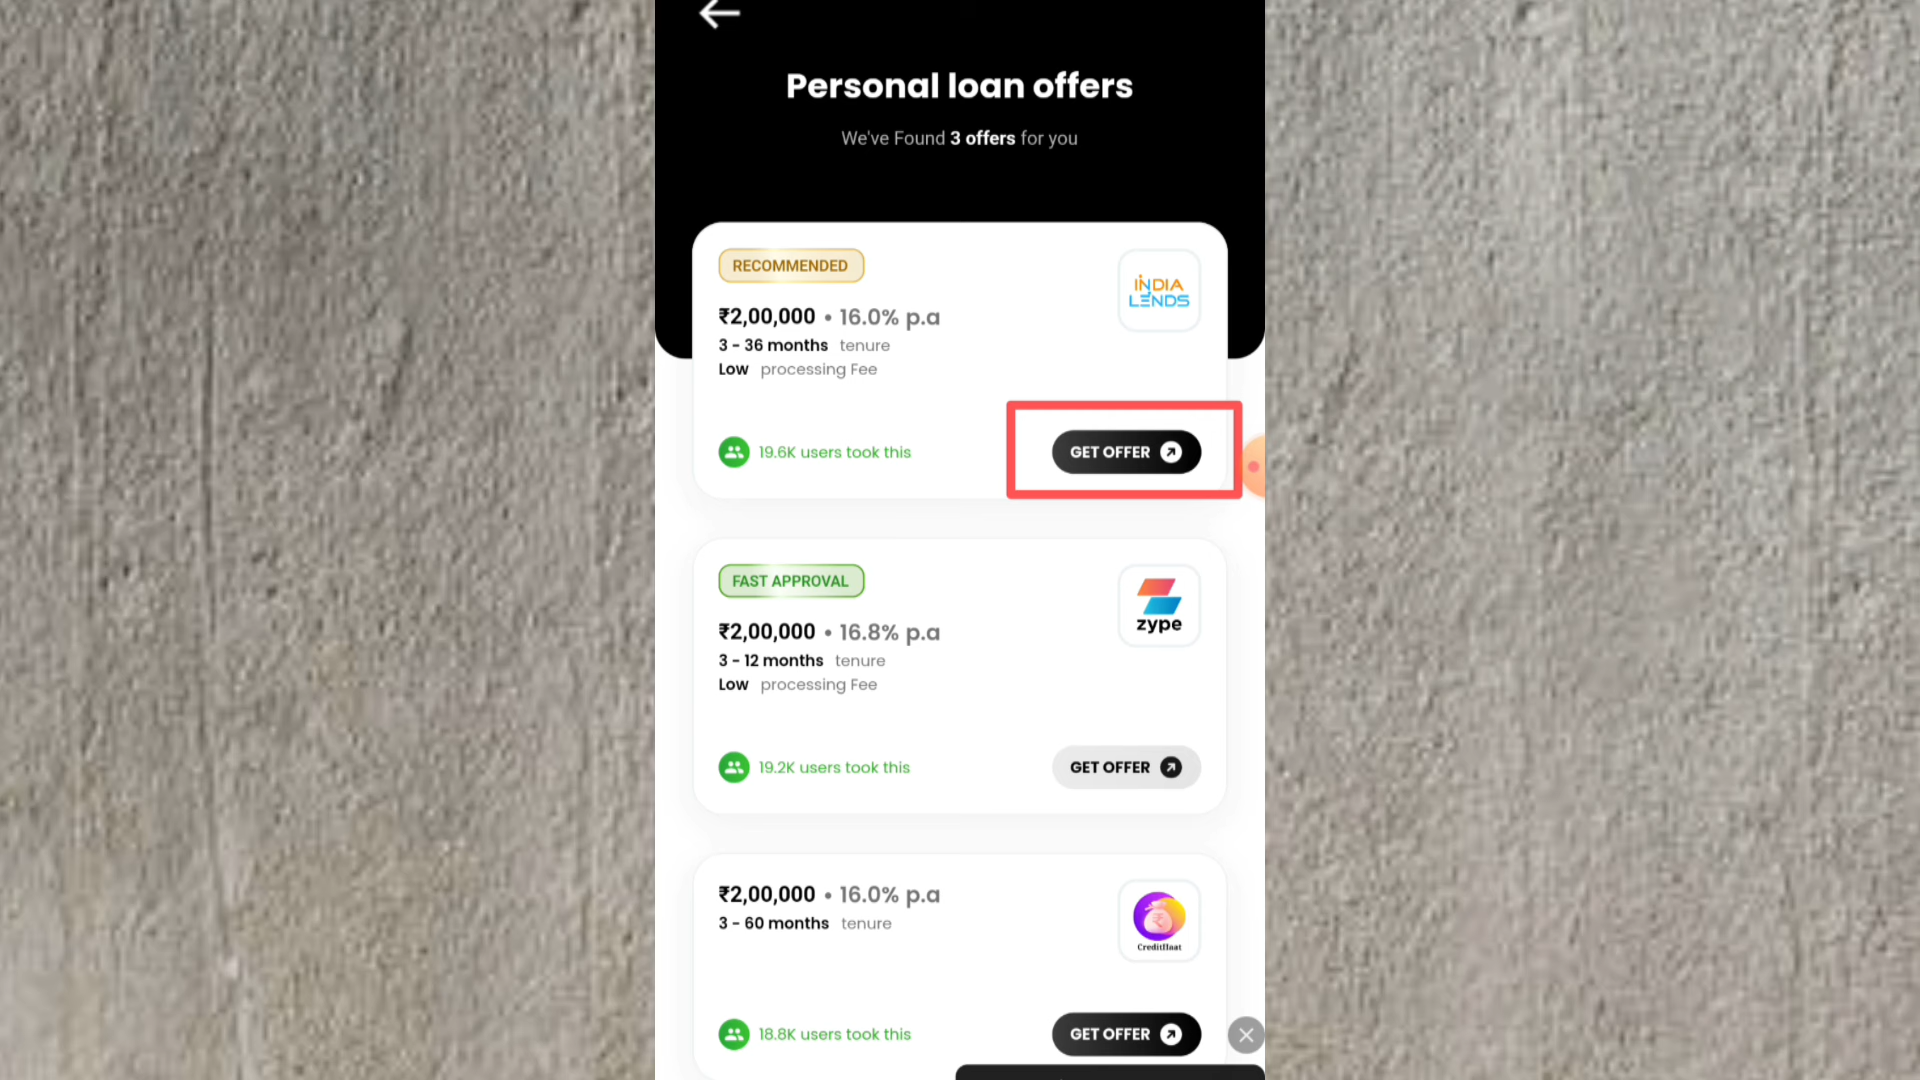 Personal loan offers
We've Found 3 offers for you
RECOMMENDED
INDIA
LENDS
₹2,00,000 • 16.0% p.a
3 - 36 months tenure
Low processing Fee
19.6K users took this
GET OFFER
FAST APPROVAL
zype
₹2,00,000 • 16.8% p.a
3 - 12 months tenure
Low processing Fee
19.2K users took this
GET OFFER
₹2,00,000 • 16.0% p.a
3 - 60 months tenure
CreditHaat
18.8K users took this
GET OFFER